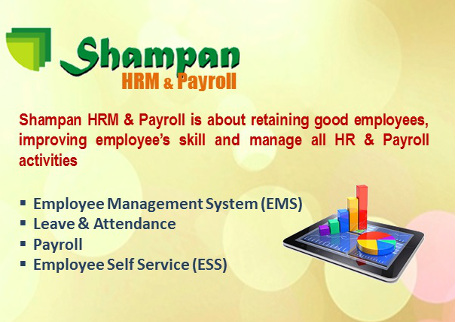 Shampan
HRM & Payroll
Shampan HRM & Payroll is about retaining good employees,
improving employee's skill and manage all HR & Payroll
activities
▪ Employee Management System (EMS)
▪ Leave & Attendance
▪ Payroll
▪ Employee Self Service (ESS)